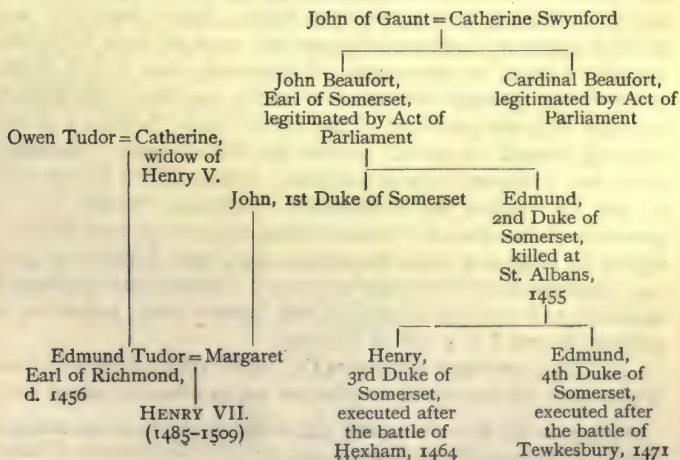 John of Gaunt = Catherine Swynford
John Beaufort,
Earl of Somerset,
legitimated by Act of
Parliament
Cardinal Beaufort,
legitimated by Act of
Parliament
Owen Tudor = Catherine,
widow of
Henry V.
John, 1st Duke of Somerset
Edmund,
2nd Duke of
Somerset,
killed at
St. Albans,
1455
Edmund Tudor = Margaret
Earl of Richmond,
d. 1456
HENRY VII.
(1485–1509)
Henry,
3rd Duke of
Somerset,
executed after
the battle of
Hexham, 1464
Edmund,
4th Duke of
Somerset,
executed after
the battle of
Tewkesbury, 1471